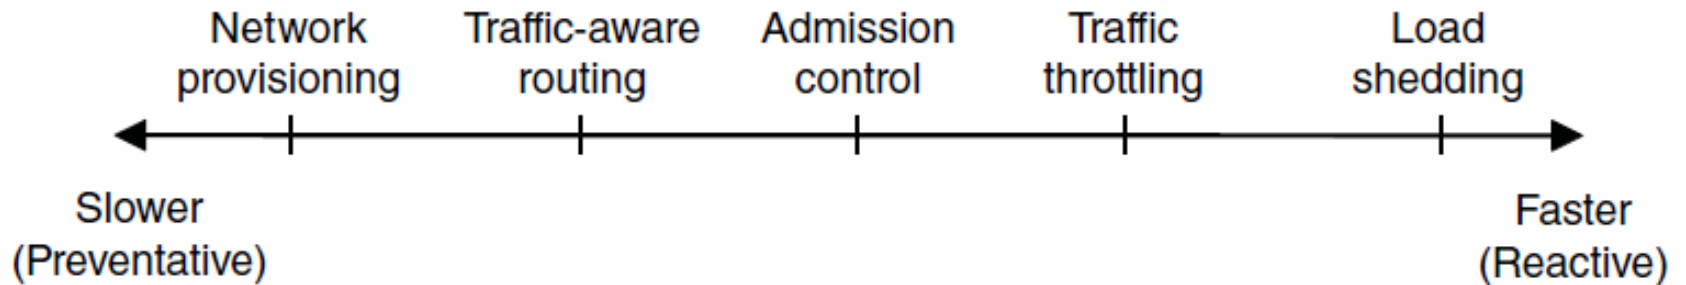 Network
provisioning
Traffic-aware
routing
Admission
control
Traffic
throttling
Load
shedding
Slower
(Preventative)
Faster
(Reactive)